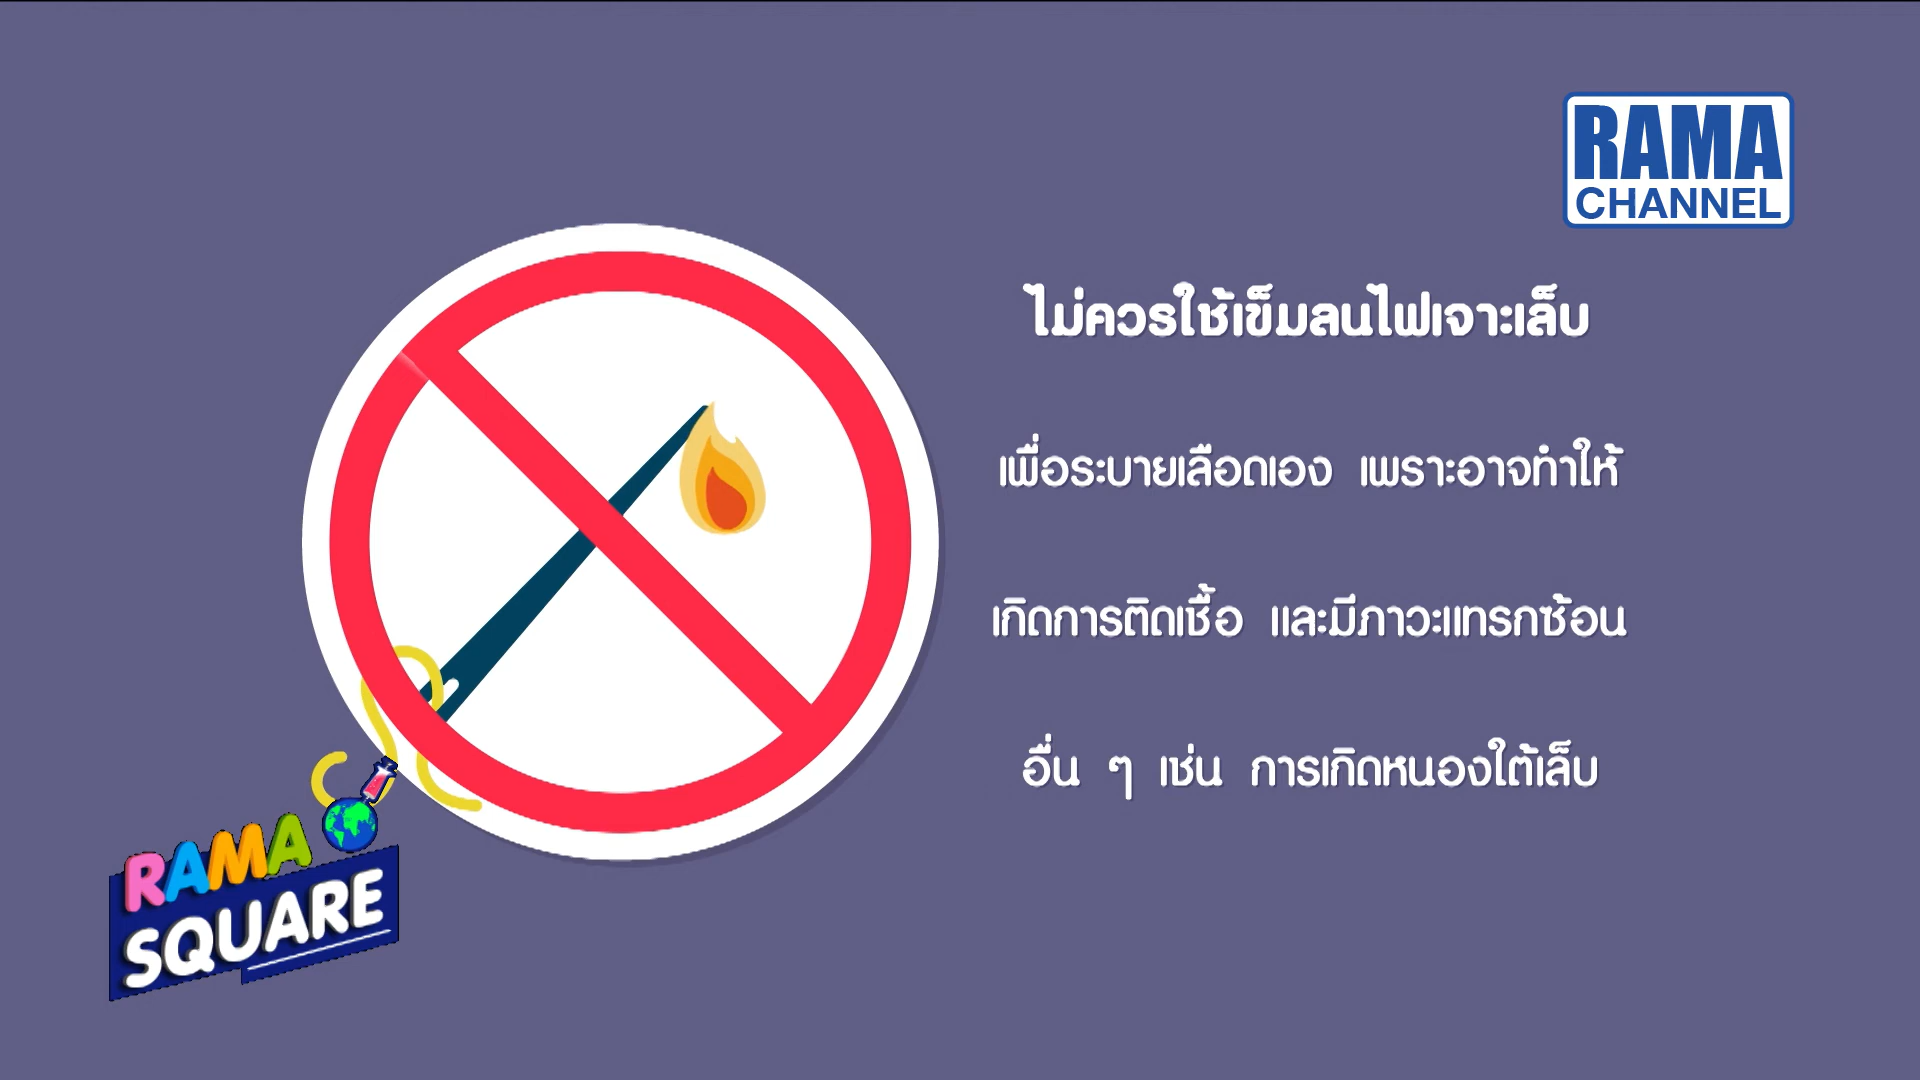 RAMA
CHANNEL
ไม่ควรใช้เข็มลนไฟเจาะเล็บ
เพื่อระบายเลือดเอง เพราะอาจทำให้
เกิดการติดเชื้อ และมีภาวะแทรกซ้อน
อื่น ๆ เช่น การเกิดหนองใต้เล็บ
RAMA
SQUARE